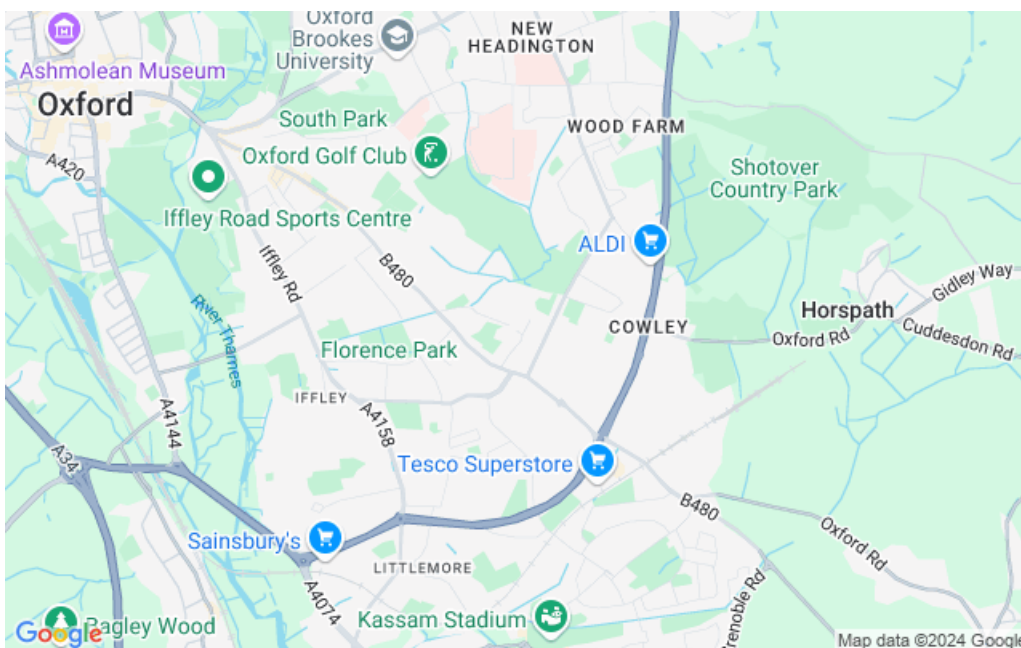 Oxford
Brookes
University
NEW
HEADINGTON
Ashmolean Museum
Oxford
South Park
WOOD FARM
Oxford Golf Club
A420
Shotover
Country Park
Iffley Road Sports Centre
ALDI
Iffley Rd
B480
Gidley Way
River Thames
Horspath
COWLEY
Oxford Rd
Cuddesdon Rd
Florence Park
IFFLEY
A4144
A4158
A34
Tesco Superstore
B480
Oxford Rd
Sainsbury's
LITTLEMORE
A4074
Kassam Stadium
Grenoble Rd
Bagley Wood
Google
Map data ©2024 Google